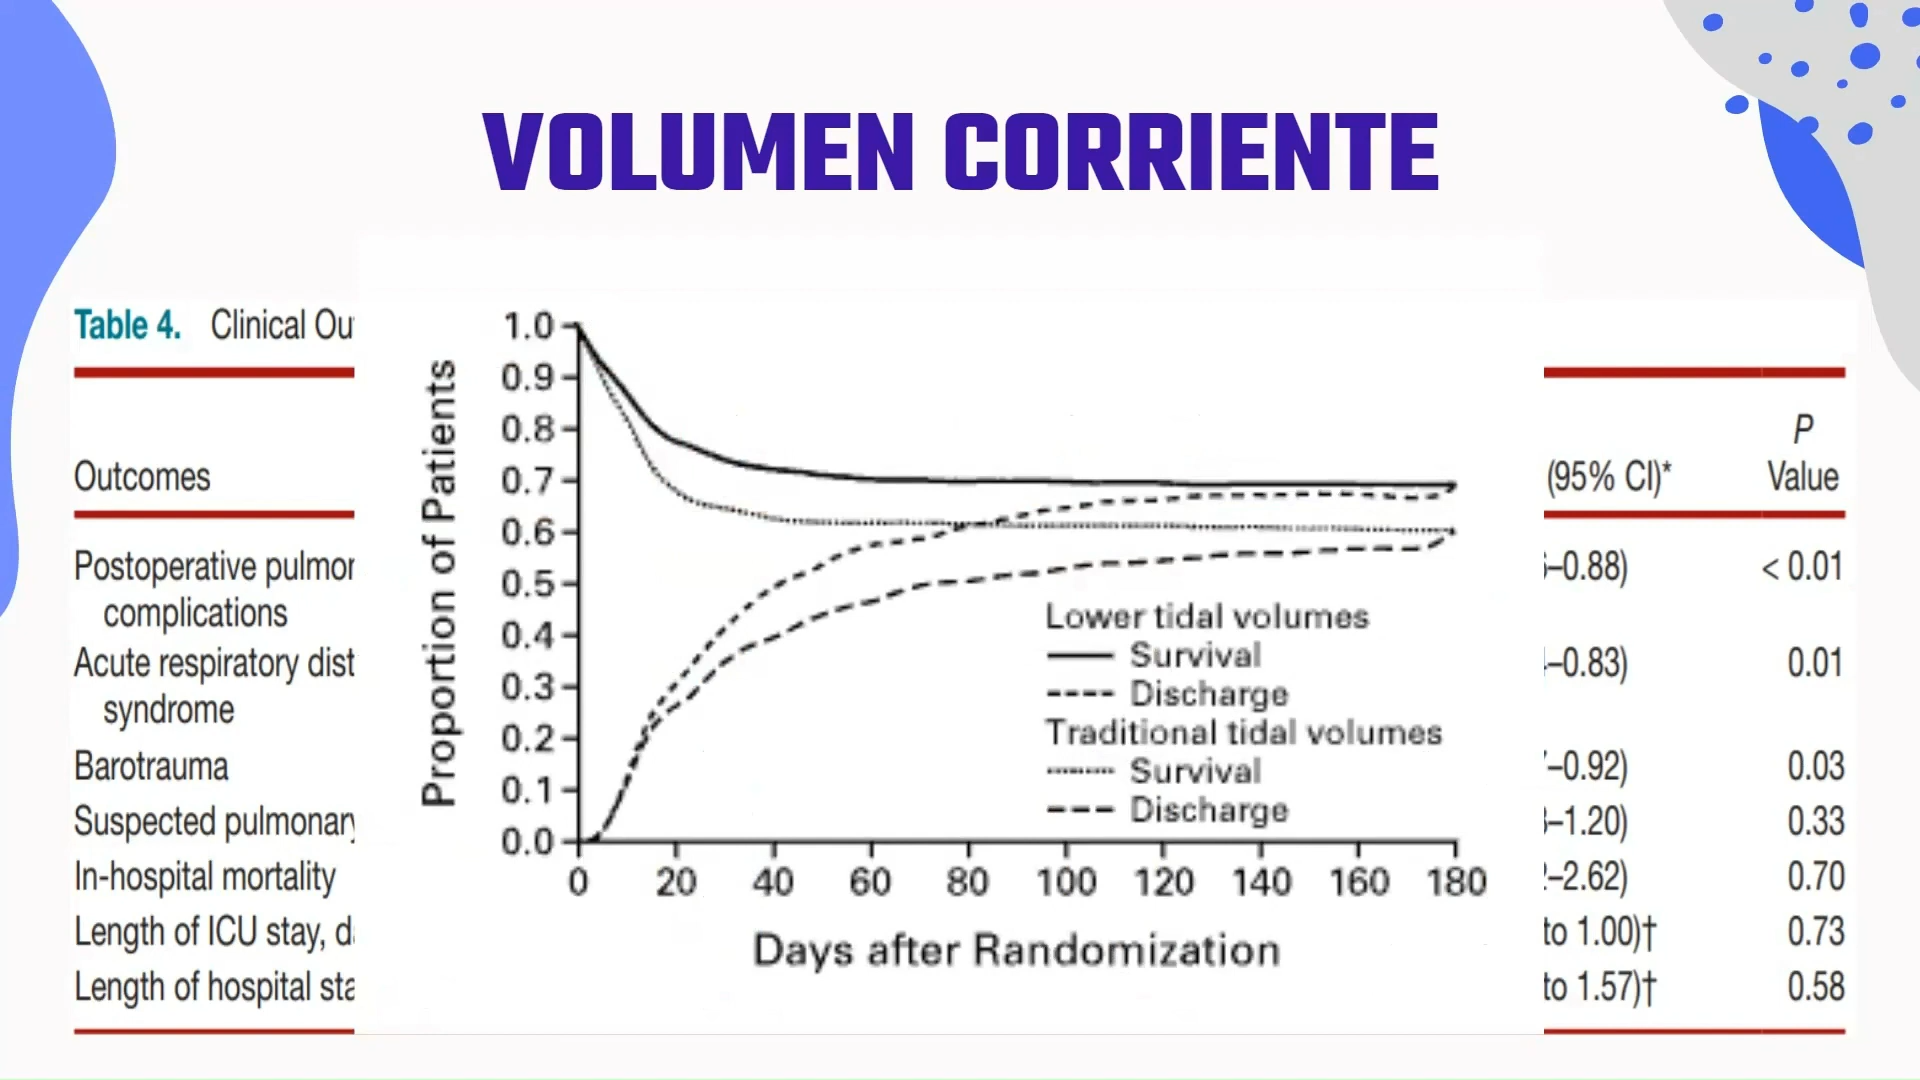 VOLUMEN CORRIENTE
Table 4. Clinical
Outcomes
(95% CI)*
P
Value
Postoperative
complications
–0.88)
< 0.01
Acute respiratory
syndrome
–0.83)
0.01
Barotrauma
–0.92)
0.03
Suspected pulmonary
–1.20)
0.33
In-hospital mortality
–2.62)
0.70
Length of ICU stay,
to 1.00)†
0.73
Length of hospital
to 1.57)†
0.58
Proportion of Patients
1.0
0.9
0.8
0.7
0.6
0.5
0.4
0.3
0.2
0.1
0.0
Lower tidal volumes
Survival
Discharge
Traditional tidal volumes
Survival
Discharge
0 20 40 60 80 100 120 140 160 180
Days after Randomization